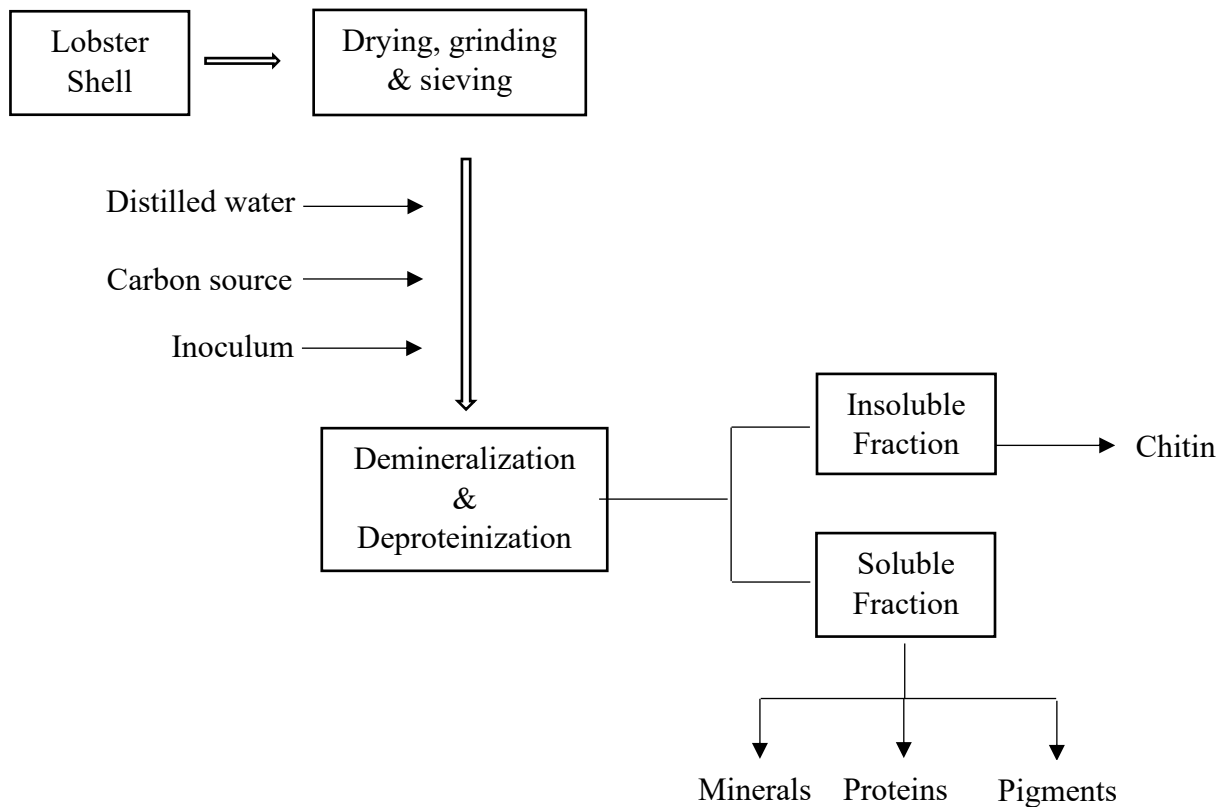 Lobster
Shell
Drying, grinding
& sieving
Distilled water
Carbon source
Inoculum
Demineralization
&
Deproteinization
Insoluble
Fraction
Chitin
Soluble
Fraction
Minerals
Proteins
Pigments